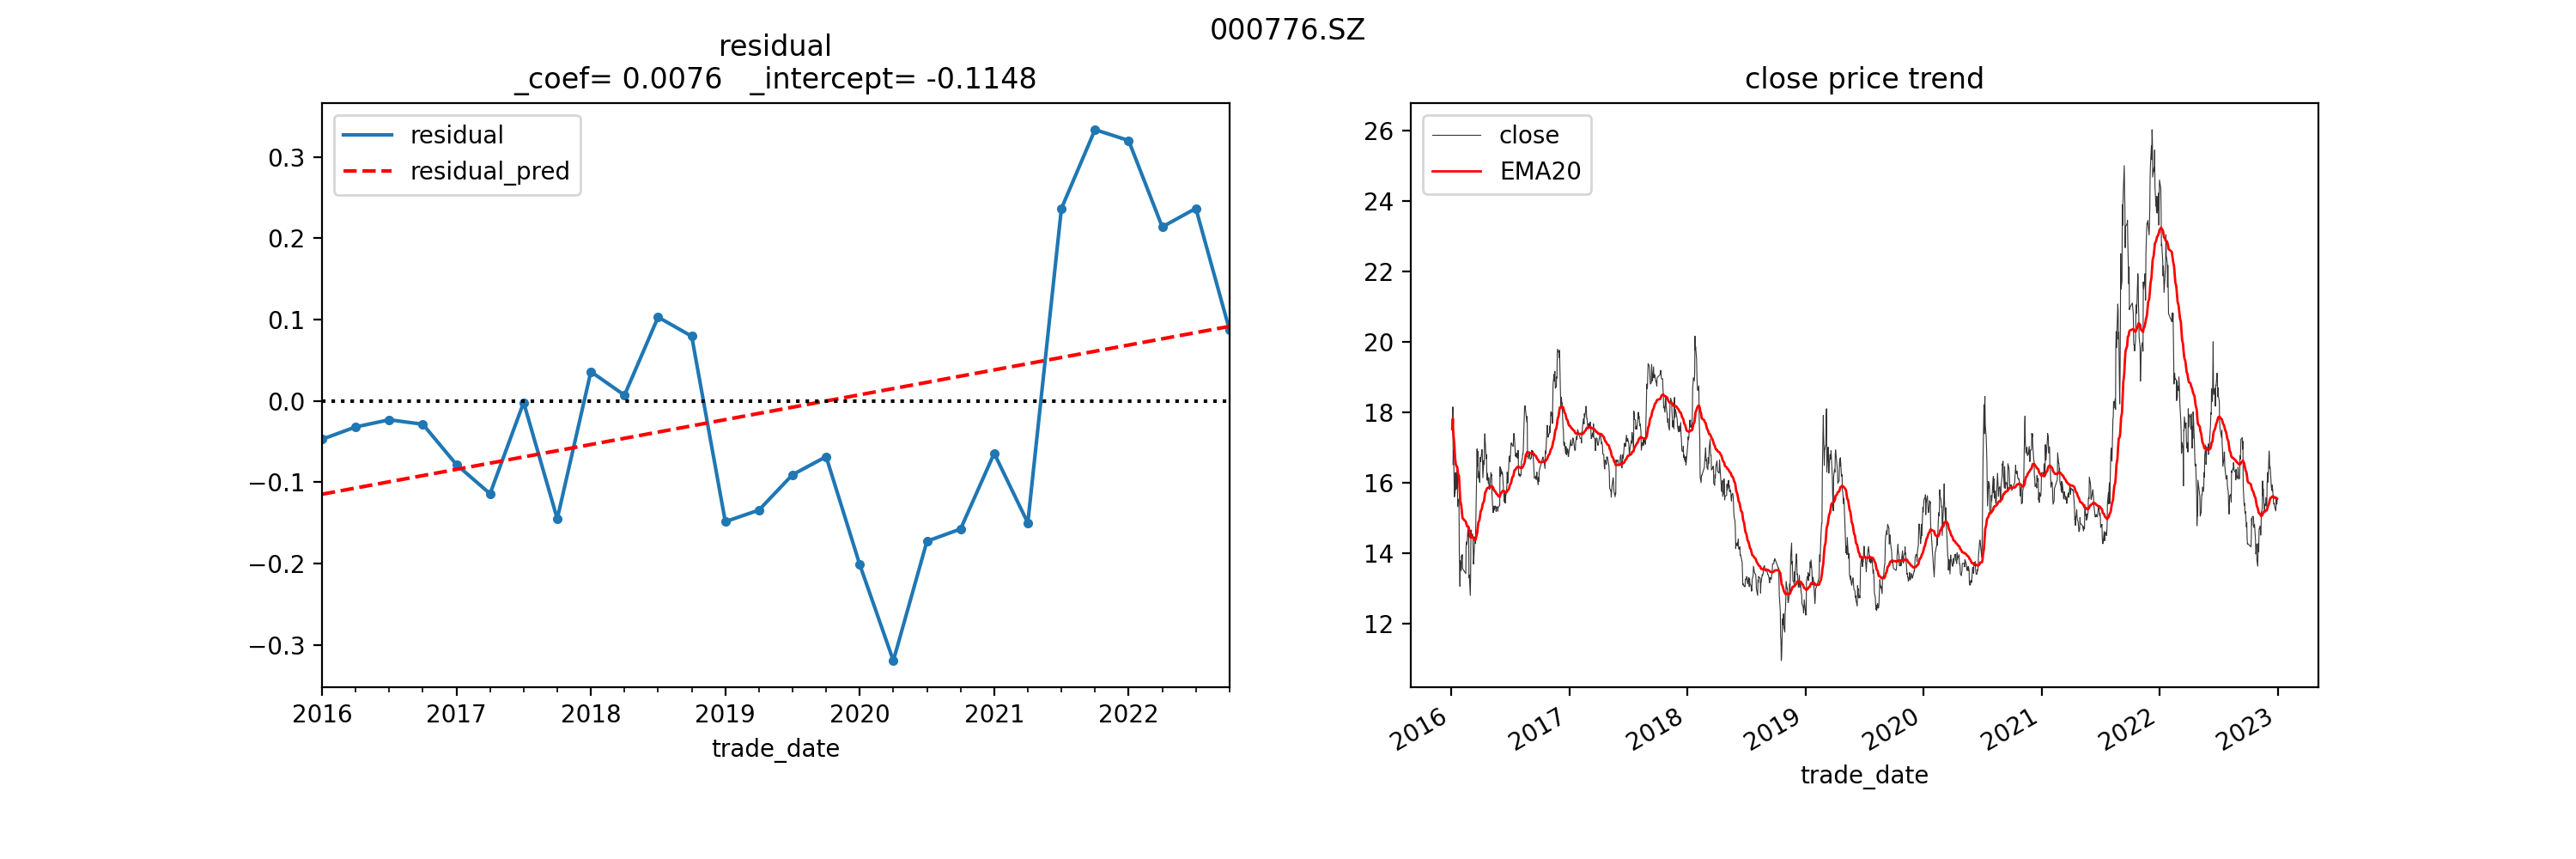 000776.SZ
residual
_coef= 0.0076   _intercept= -0.1148
residual
residual_pred
0.3
0.2
0.1
0.0
−0.1
−0.2
−0.3
2016 2017 2018 2019 2020 2021 2022
trade_date
close price trend
close
EMA20
26
24
22
20
18
16
14
12
2016 2017 2018 2019 2020 2021 2022 2023
trade_date